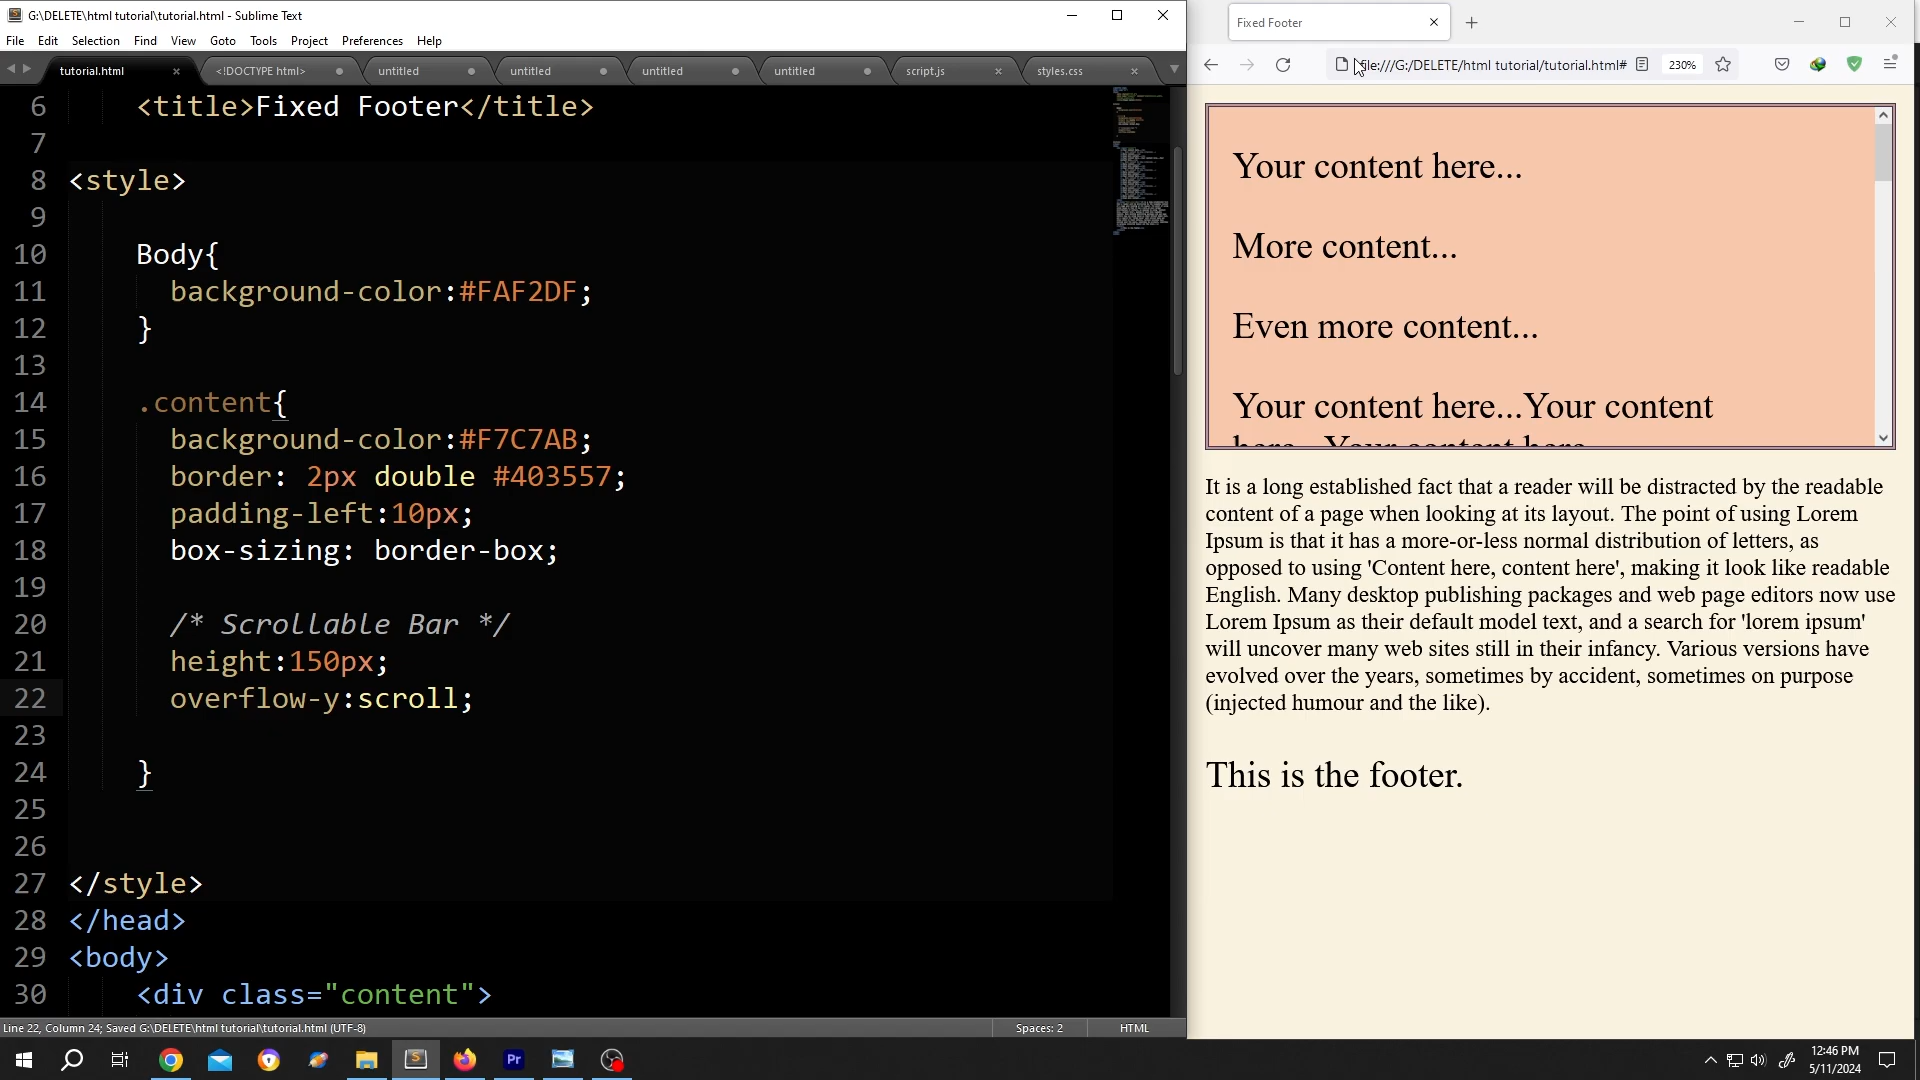 G:\DELETE\html tutorial\tutorial.html - Sublime Text
File Edit Selection Find View Goto Tools Project Preferences Help
tutorial.html <!DOCTYPE html> untitled untitled untitled untitled script.js styles.css
6 <title>Fixed Footer</title>
7
8 <style>
9
10 Body{
11 background-color:#FAF2DF;
12 }
13
14 .content{
15 background-color:#F7C7AB;
16 border: 2px double #403557;
17 padding-left:10px;
18 box-sizing: border-box;
19
20 /* Scrollable Bar */
21 height:150px;
22 overflow-y:scroll;
23
24 }
25
26
27 </style>
28 </head>
29 <body>
30 <div class="content">
Line 22, Column 24; Saved G:\DELETE\html tutorial\tutorial.html (UTF-8)
Spaces: 2
HTML
Fixed Footer
file:///G:/DELETE/html tutorial/tutorial.html#
230%
Your content here...
More content...
Even more content...
Your content here...Your content
here...Your content here...
It is a long established fact that a reader will be distracted by the readable
content of a page when looking at its layout. The point of using Lorem
Ipsum is that it has a more-or-less normal distribution of letters, as
opposed to using 'Content here, content here', making it look like readable
English. Many desktop publishing packages and web page editors now use
Lorem Ipsum as their default model text, and a search for 'lorem ipsum'
will uncover many web sites still in their infancy. Various versions have
evolved over the years, sometimes by accident, sometimes on purpose
(injected humour and the like).
This is the footer.
S
Pr
12:46 PM
5/11/2024